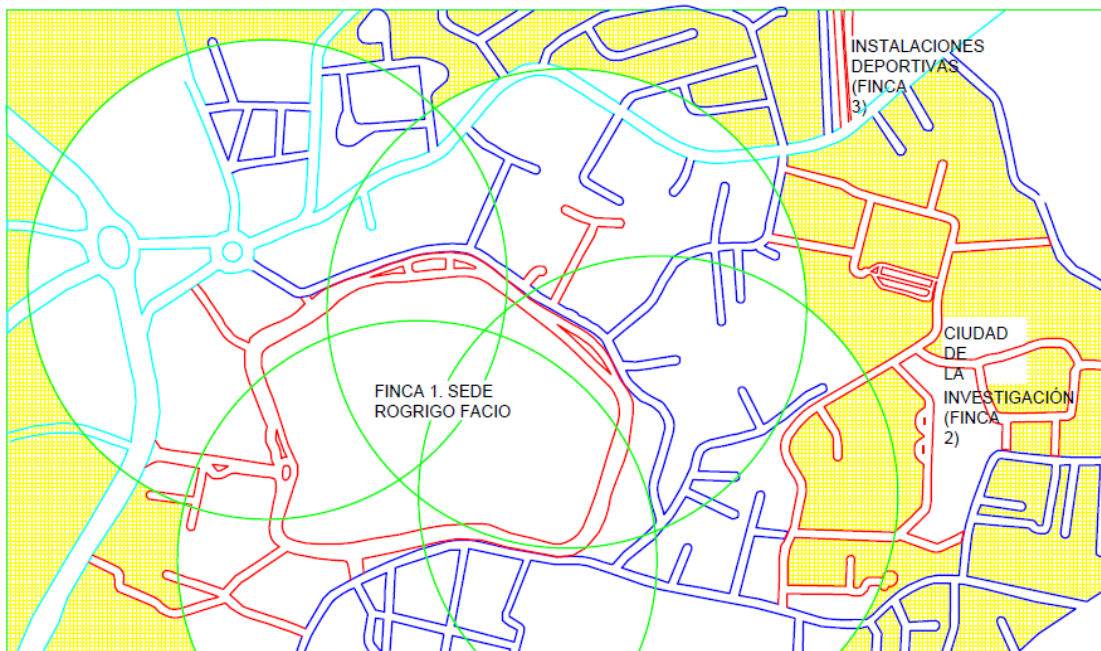 INSTALACIONES
DEPORTIVAS
(FINCA
3)
CIUDAD
DE
LA
INVESTIGACIÓN
(FINCA
2)
FINCA 1. SEDE
ROGRIGO FACIO